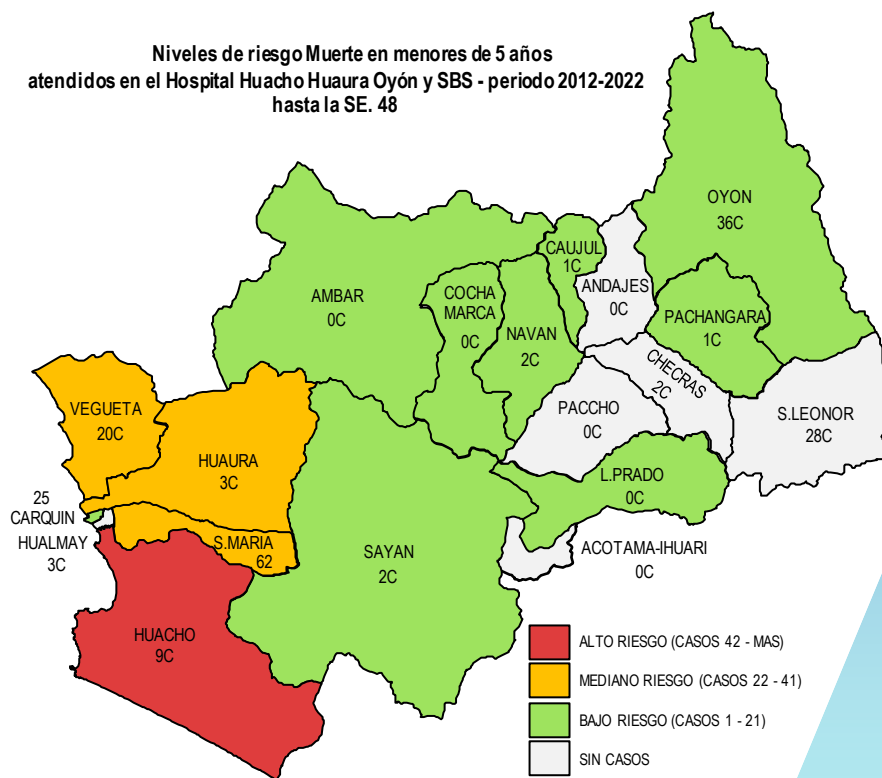 Niveles de riesgo Muerte en menores de 5 años
atendidos en el Hospital Huacho Huaura Oyón y SBS - periodo 2012-2022
hasta la SE. 48
OYON
36C
CAUJUL
1C
ANDAJES
0C
AMBAR
0C
COCHA
MARCA
0C
NAVAN
2C
PACHANGARA
1C
CHECRAS
2C
S.LEONOR
28C
PACCHO
0C
VEGUETA
20C
HUAURA
3C
L.PRADO
0C
25
CARQUIN
HUALMAY
3C
S.MARIA
62
SAYAN
2C
ACOTAMA-IHUARI
0C
HUACHO
9C
ALTO RIESGO (CASOS 42 - MAS)
MEDIANO RIESGO (CASOS 22 - 41)
BAJO RIESGO (CASOS 1 - 21)
SIN CASOS